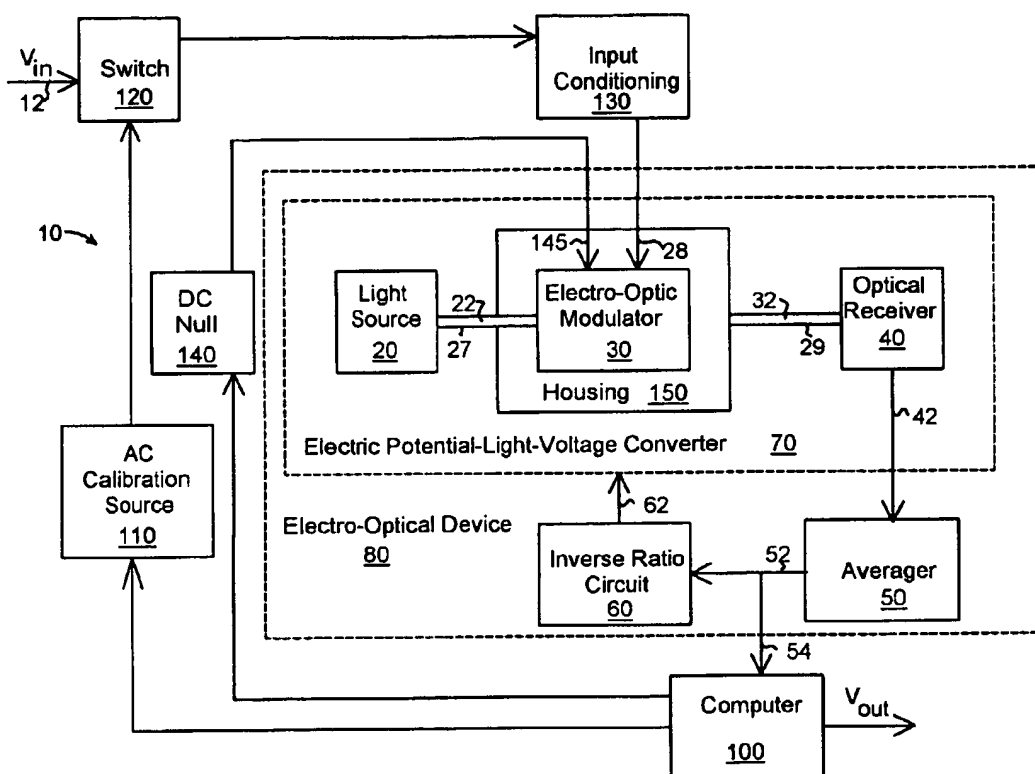 V_in
12
Switch
120
Input
Conditioning
130
10
145
28
DC
Null
140
Light
Source
20
22
27
Electro-Optic
Modulator
30
Housing 150
32
29
Optical
Receiver
40
42
Electric Potential-Light-Voltage Converter 70
AC
Calibration
Source
110
62
Electro-Optical Device
80
Inverse Ratio
Circuit
60
52
Averager
50
54
Computer
100
V_out